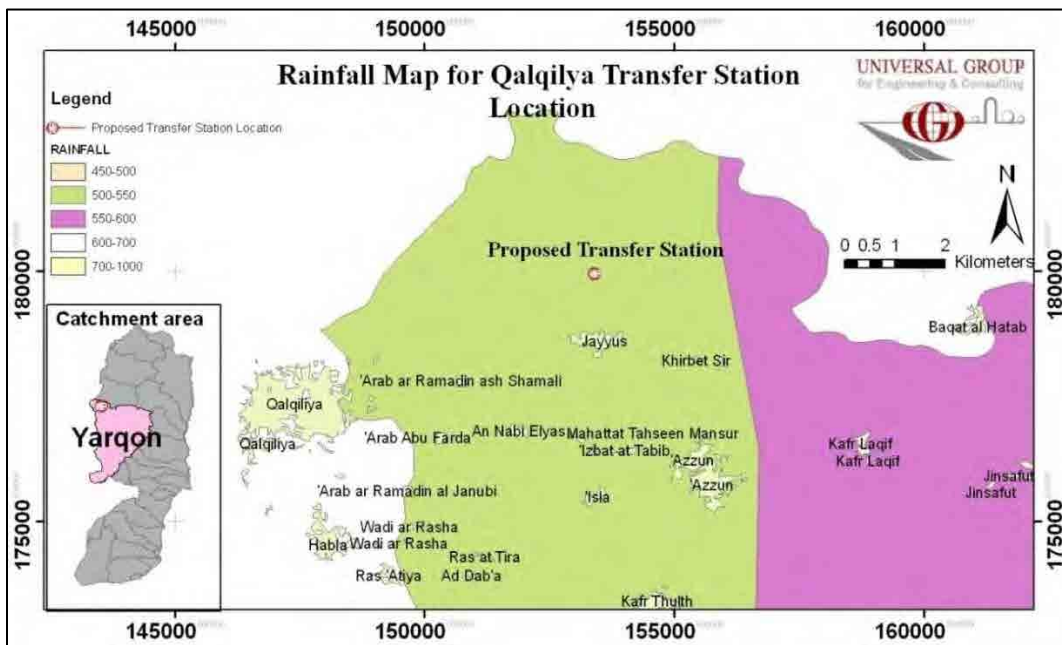 145000
150000
155000
160000
Rainfall Map for Qalqilya Transfer Station
Location
UNIVERSAL GROUP
for Engineering & Consulting
Legend
Proposed Transfer Station Location
RAINFALL
450-500
500-550
550-600
600-700
700-1000
N
0 0.5 1 2
Kilometers
180000
180000
Proposed Transfer Station
Catchment area
Yarqon
Baqat al Hatab
Jayyus
Khirbet Sir
'Arab ar Ramadin ash Shamali
Qalqiliya
Qalqiliya
'Arab Abu Farda
An Nabi Elyas
Mahattat Tahseen Mansur
'Izbat at Tabib
'Azzun
'Azzun
Kafr Laqif
Kafr Laqif
Jinsafut
Jinsafut
'Arab ar Ramadin al Janubi
'Isla
175000
175000
Wadi ar Rasha
Habla
Wadi ar Rasha
Ras at Tira
Ras 'Atiya
Ad Dab'a
Kafr Thulth
145000
150000
155000
160000